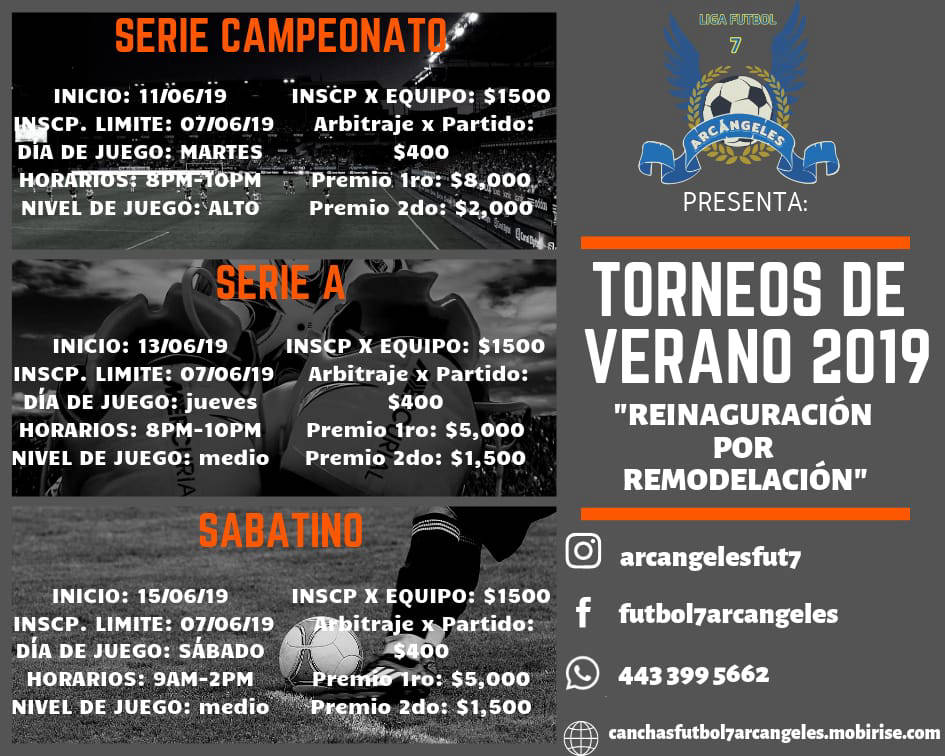 SERIE CAMPEONATO
INICIO: 11/06/19
INSCP. LIMITE: 07/06/19
DÍA DE JUEGO: MARTES
HORARIOS: 8PM-10PM
NIVEL DE JUEGO: ALTO
INSCP X EQUIPO: $1500
Arbitraje x Partido:
$400
Premio 1ro: $8,000
Premio 2do: $2,000
SERIE A
INICIO: 13/06/19
INSCP. LIMITE: 07/06/19
DÍA DE JUEGO: jueves
HORARIOS: 8PM-10PM
NIVEL DE JUEGO: medio
INSCP X EQUIPO: $1500
Arbitraje x Partido:
$400
Premio 1ro: $5,000
Premio 2do: $1,500
SABATINO
INICIO: 15/06/19
INSCP. LIMITE: 07/06/19
DÍA DE JUEGO: SÁBADO
HORARIOS: 9AM-2PM
NIVEL DE JUEGO: medio
INSCP X EQUIPO: $1500
Arbitraje x Partido:
$400
Premio 1ro: $5,000
Premio 2do: $1,500
LIGA FUTBOL
7
ARCÁNGELES
PRESENTA:
TORNEOS DE
VERANO 2019
"REINAGURACIÓN
POR
REMODELACIÓN"
arcangelesfut7
futbol7arcangeles
443 399 5662
canchasfutbol7arcangeles.mobirise.com